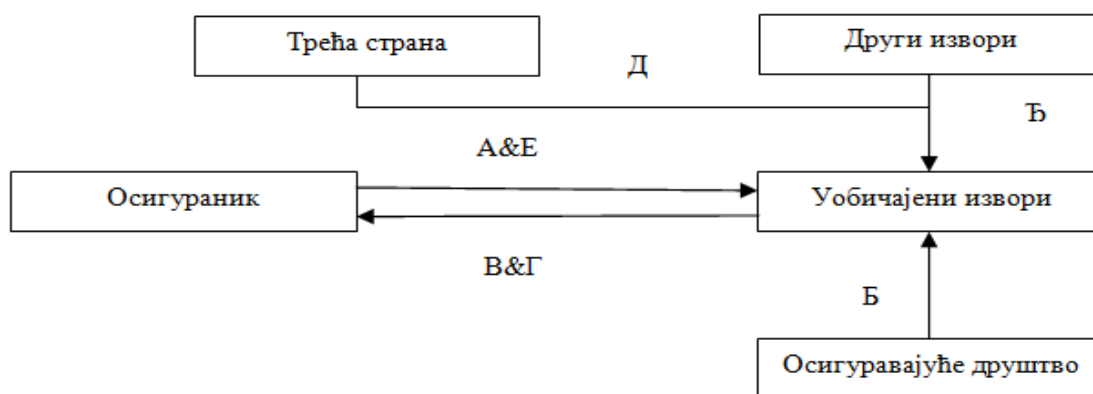 Трећа страна
Други извори
Д
Ђ
А&Е
Осигураник
Уобичајени извори
В&Г
Б
Осигуравајуће друштво